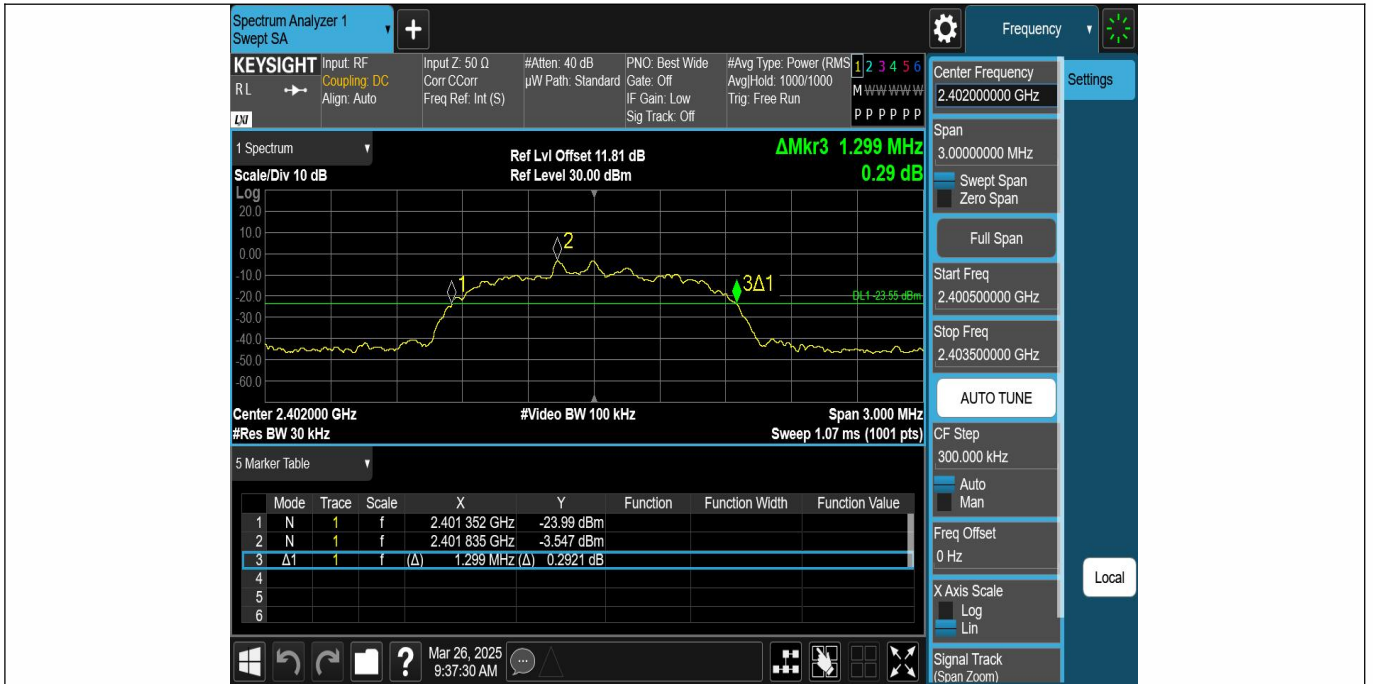 Spectrum Analyzer 1
Swept SA
+
Frequency
KEYSIGHT
RL
LXI
Input: RF
Coupling: DC
Align: Auto
Input Z: 50 Ω
Corr CCorr
Freq Ref: Int (S)
#Atten: 40 dB
µW Path: Standard
PNO: Best Wide
Gate: Off
IF Gain: Low
Sig Track: Off
#Avg Type: Power (RMS
Avg|Hold: 1000/1000
Trig: Free Run
1 2 3 4 5 6
M W W W W W
P P P P P P
1 Spectrum
Scale/Div 10 dB
Ref Lvl Offset 11.81 dB
Ref Level 30.00 dBm
ΔMkr3 1.299 MHz
0.29 dB
Log
20.0
10.0
0.00
-10.0
-20.0
-30.0
-40.0
-50.0
-60.0
1
2
3Δ1
DL1 -23.55 dBm
Center 2.402000 GHz
#Video BW 100 kHz
Span 3.000 MHz
#Res BW 30 kHz
Sweep 1.07 ms (1001 pts)
5 Marker Table
Mode Trace Scale X Y Function Function Width Function Value
1 N 1 f 2.401 352 GHz -23.99 dBm
2 N 1 f 2.401 835 GHz -3.547 dBm
3 Δ1 1 f (Δ) 1.299 MHz (Δ) 0.2921 dB
4
5
6
?
Mar 26, 2025
9:37:30 AM
Center Frequency
2.402000000 GHz
Span
3.00000000 MHz
Swept Span
Zero Span
Full Span
Start Freq
2.400500000 GHz
Stop Freq
2.403500000 GHz
AUTO TUNE
CF Step
300.000 kHz
Auto
Man
Freq Offset
0 Hz
X Axis Scale
Log
Lin
Signal Track
(Span Zoom)
Settings
Local